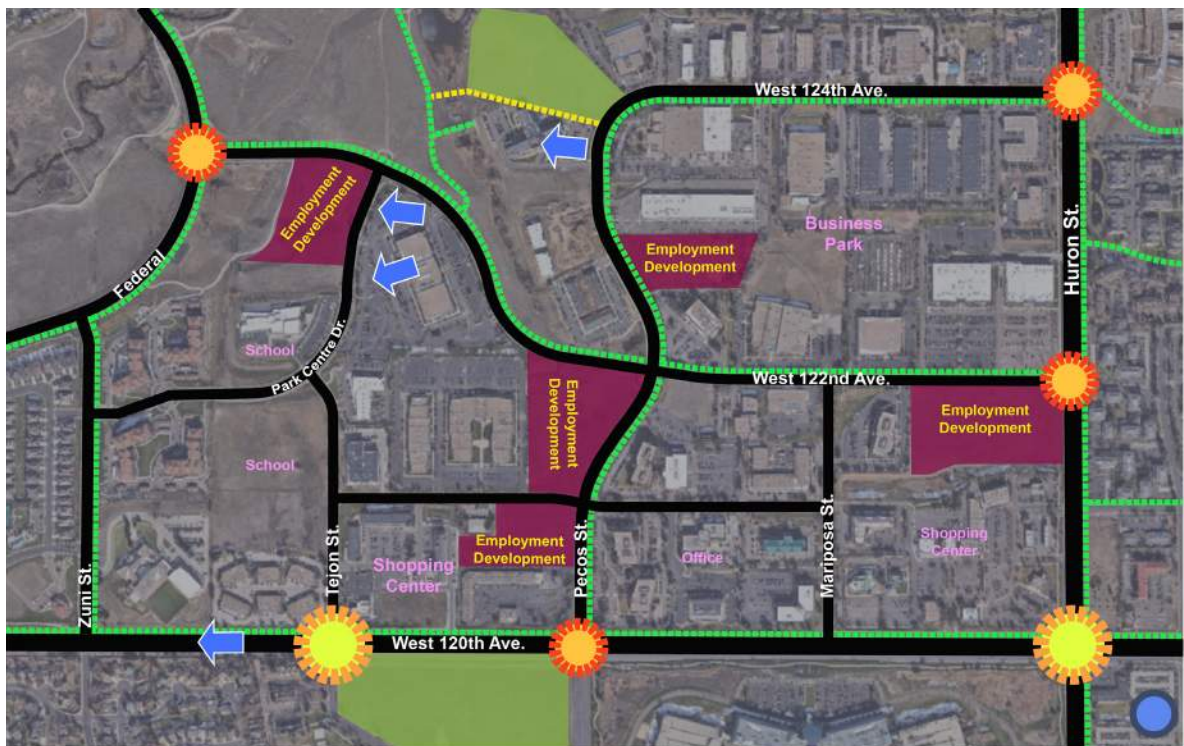 West 124th Ave.
Employment
Development
Business
Park
Employment
Development
Huron St.
Federal
School
Park Centre Dr.
West 122nd Ave.
Employment
Development
Employment
Development
School
Tejon St.
Employment
Development
Shopping
Center
Pecos St.
Office
Mariposa St.
Shopping
Center
Zuni St.
West 120th Ave.